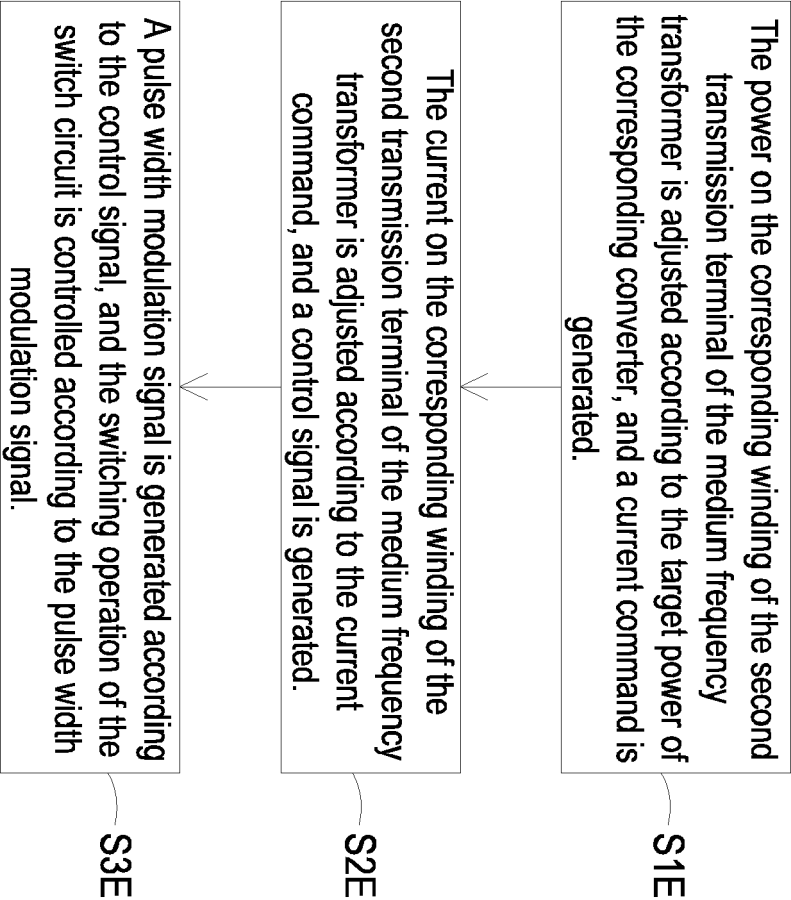 The power on the corresponding winding of the second
transmission terminal of the medium frequency
transformer is adjusted according to the target power of
the corresponding converter, and a current command is
generated.
S1E
The current on the corresponding winding of the
second transmission terminal of the medium frequency
transformer is adjusted according to the current
command, and a control signal is generated.
S2E
A pulse width modulation signal is generated according
to the control signal, and the switching operation of the
switch circuit is controlled according to the pulse width
modulation signal.
S3E